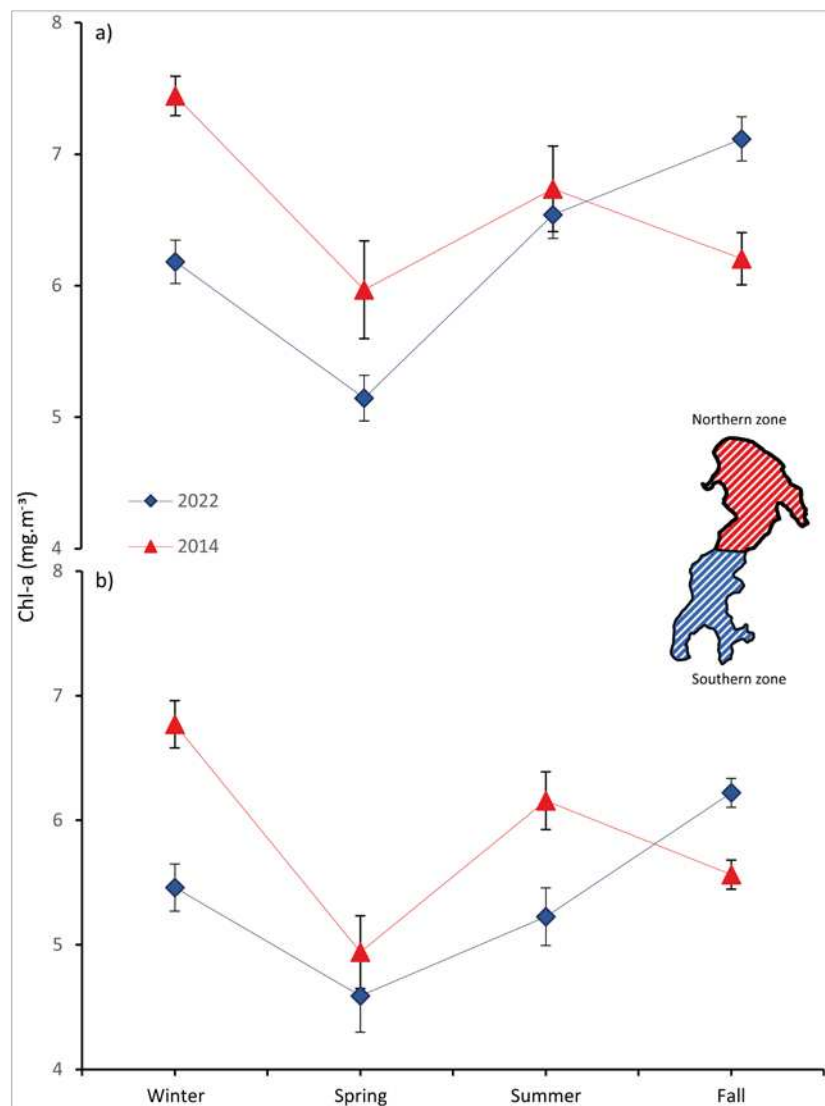 a)
8
7
6
5
4
Chl-a (mg.m⁻³)
2022
2014
Northern zone
Southern zone
b)
8
7
6
5
4
Winter Spring Summer Fall